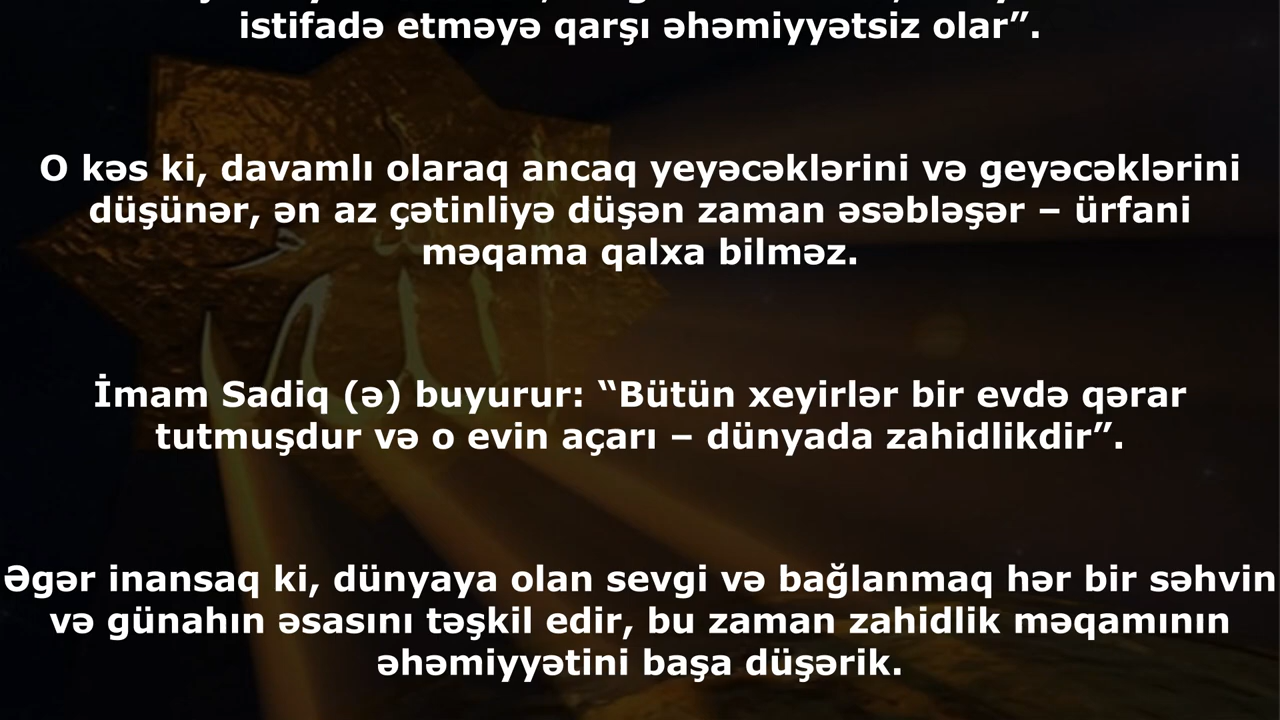 istifadə etməyə qarşı əhəmiyyətsiz olar”.
O kəs ki, davamlı olaraq ancaq yeyəcəklərini və geyəcəklərini
düşünər, ən az çətinliyə düşən zaman əsəbləşər – ürfani
məqama qalxa bilməz.
İmam Sadiq (ə) buyurur: “Bütün xeyirlər bir evdə qərar
tutmuşdur və o evin açarı – dünyada zahidlikdir”.
Əgər inansaq ki, dünyaya olan sevgi və bağlanmaq hər bir səhvin
və günahın əsasını təşkil edir, bu zaman zahidlik məqamının
əhəmiyyətini başa düşərik.
الله